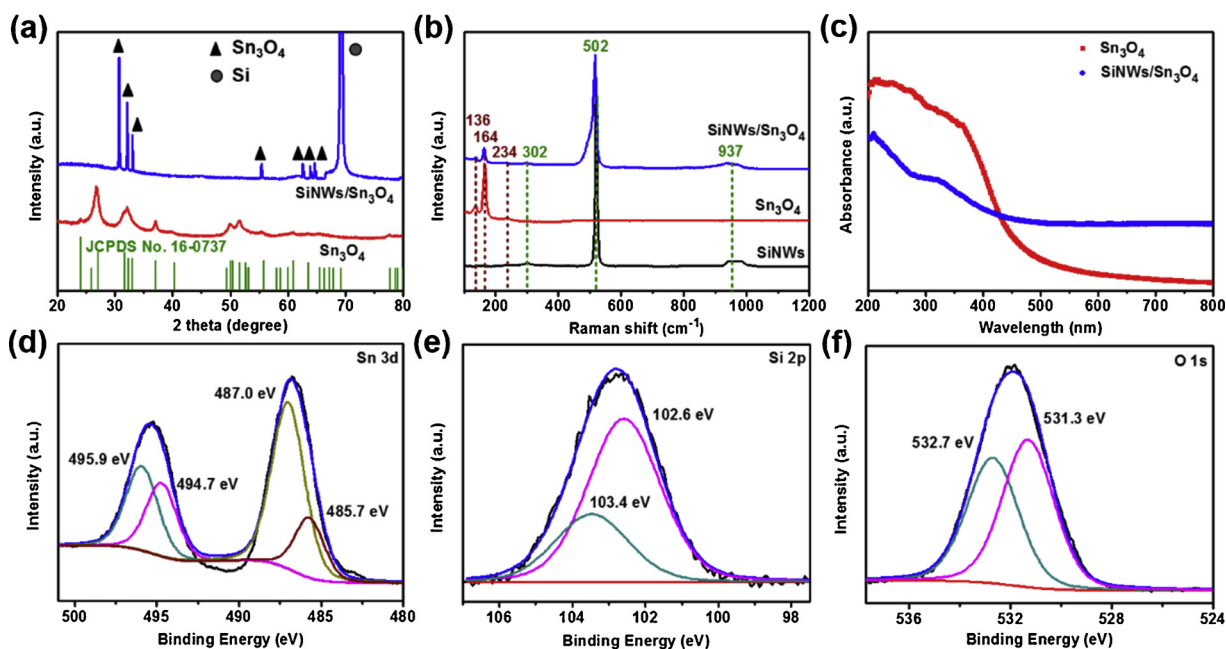 (a)
Intensity (a.u.)
▲ Sn₃O₄
● Si
SiNWs/Sn₃O₄
Sn₃O₄
JCPDS No. 16-0737
20 30 40 50 60 70 80
2 theta (degree)
(b)
Intensity (a.u.)
502
136
164
234
302
SiNWs/Sn₃O₄
937
Sn₃O₄
SiNWs
200 400 600 800 1000 1200
Raman shift (cm⁻¹)
(c)
Absorbance (a.u.)
Sn₃O₄
SiNWs/Sn₃O₄
200 300 400 500 600 700 800
Wavelength (nm)
(d)
Intensity (a.u.)
Sn 3d
487.0 eV
495.9 eV
494.7 eV
485.7 eV
500 495 490 485 480
Binding Energy (eV)
(e)
Intensity (a.u.)
Si 2p
102.6 eV
103.4 eV
106 104 102 100 98
Binding Energy (eV)
(f)
Intensity (a.u.)
O 1s
531.3 eV
532.7 eV
536 532 528 524
Binding Energy (eV)